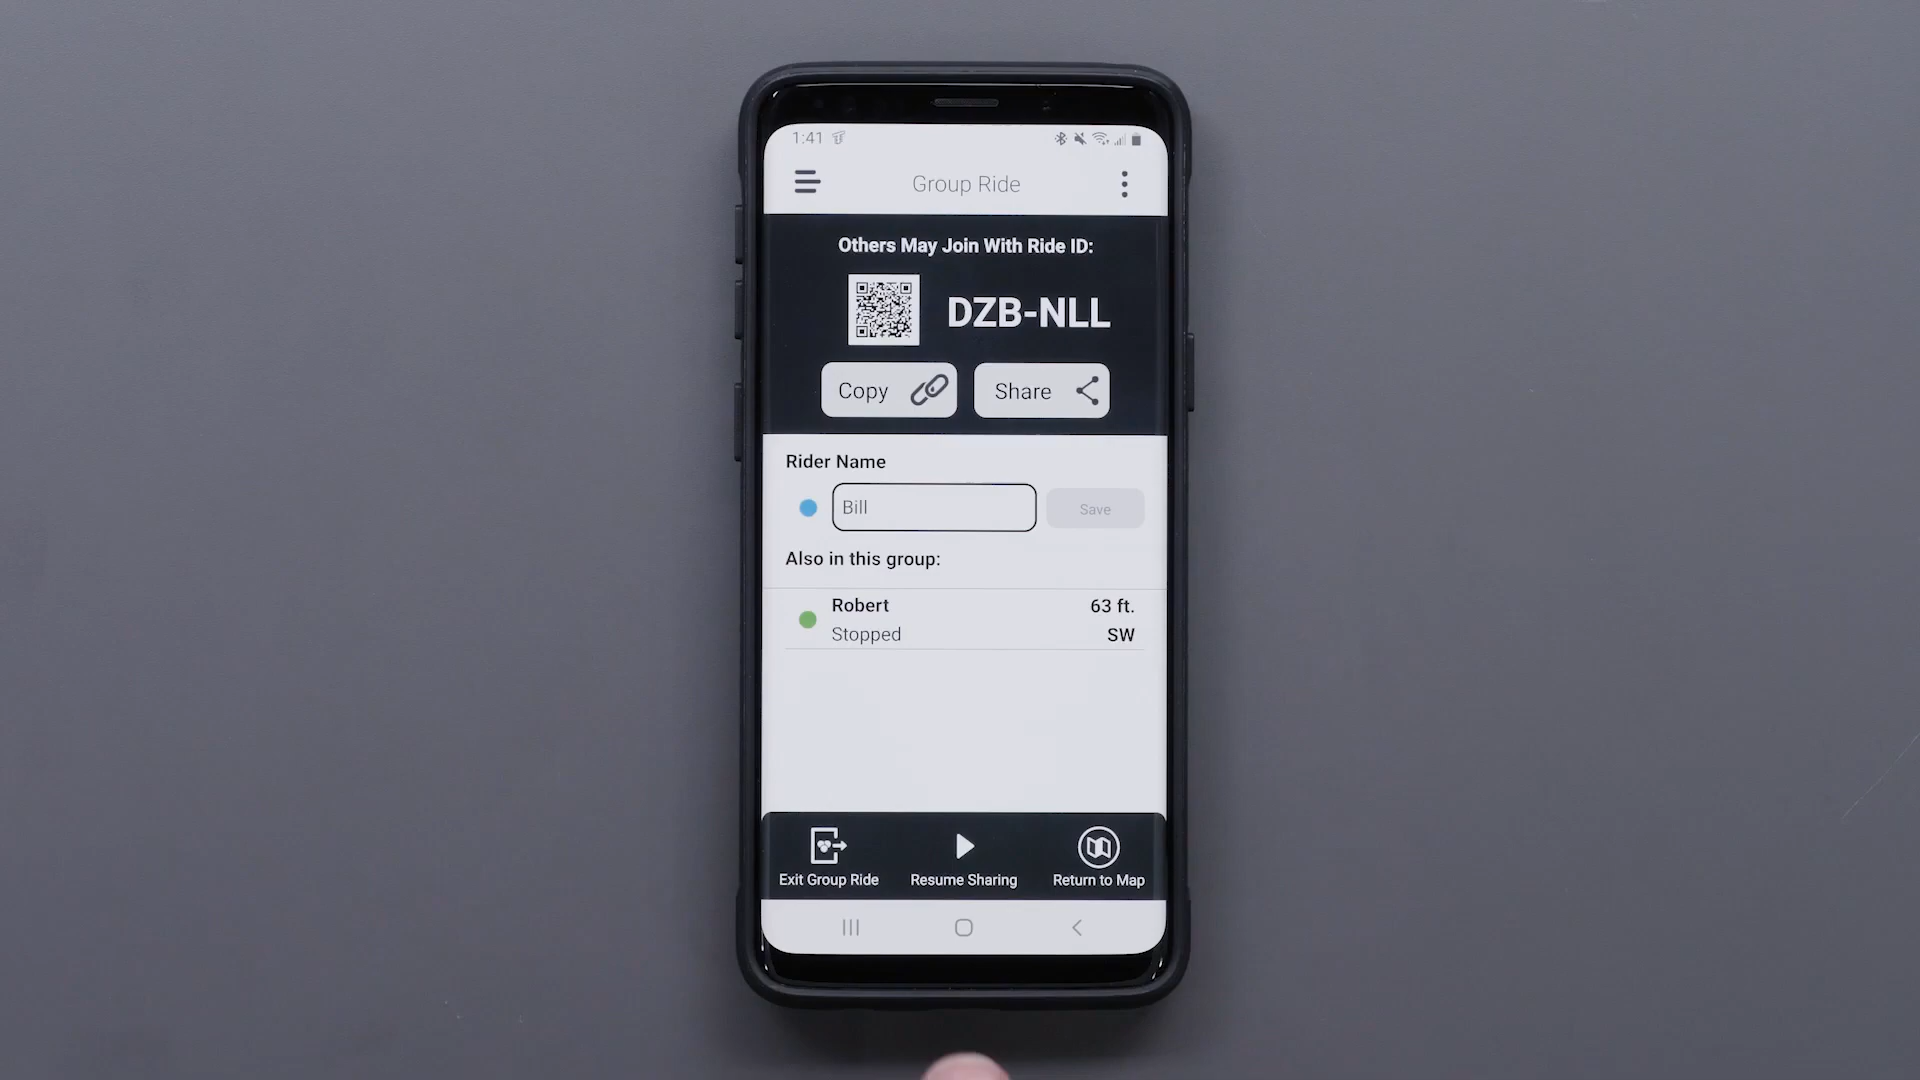 1:41
Group Ride
Others May Join With Ride ID:
DZB-NLL
Copy
Share
Rider Name
Bill
Save
Also in this group:
Robert
63 ft.
Stopped
SW
Exit Group Ride
Resume Sharing
Return to Map